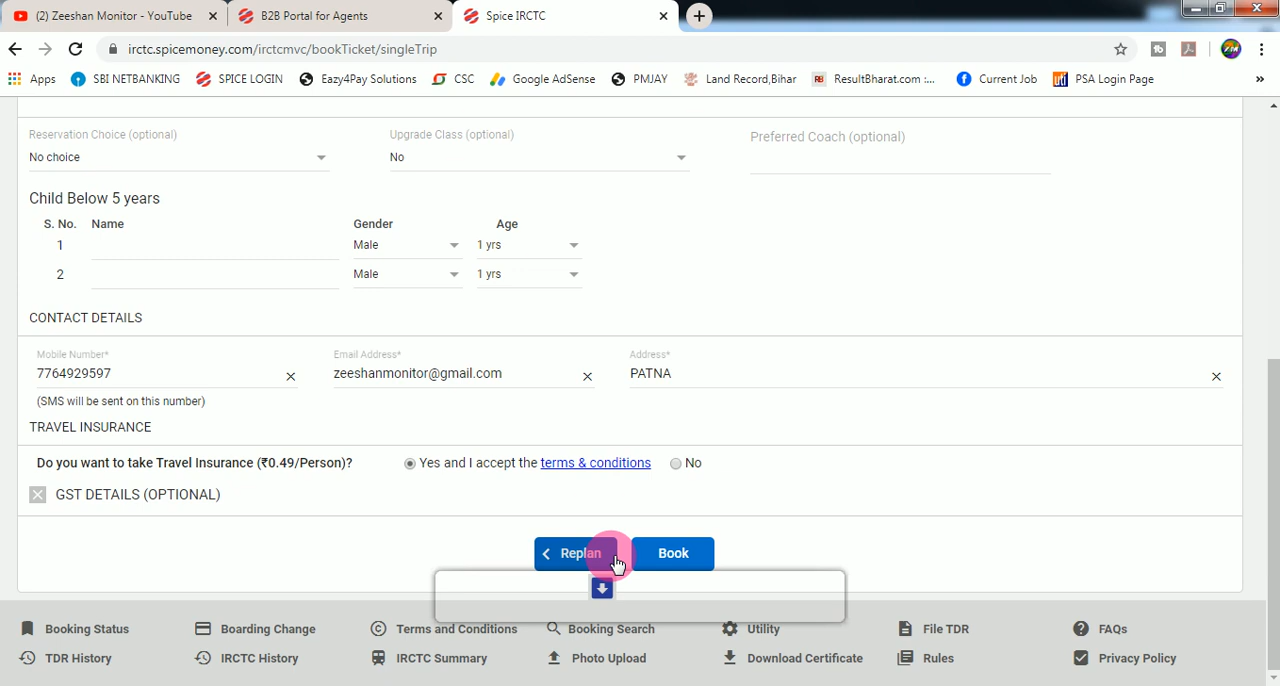 (2) Zeeshan Monitor - YouTube
B2B Portal for Agents
Spice IRCTC
irctc.spicemoney.com/irctcmvc/bookTicket/singleTrip
Apps SBI NETBANKING SPICE LOGIN Eazy4Pay Solutions CSC Google AdSense PMJAY Land Record,Bihar ResultBharat.com :... Current Job PSA Login Page »
Reservation Choice (optional) Upgrade Class (optional) Preferred Coach (optional)
No choice No
Child Below 5 years
S. No. Name Gender Age
1 Male 1 yrs
2 Male 1 yrs
CONTACT DETAILS
Mobile Number* Email Address* Address*
7764929597 zeeshanmonitor@gmail.com PATNA
(SMS will be sent on this number)
TRAVEL INSURANCE
Do you want to take Travel Insurance (₹0.49/Person)? Yes and I accept the terms & conditions No
GST DETAILS (OPTIONAL)
Replan Book
Booking Status Boarding Change Terms and Conditions Booking Search Utility File TDR FAQs
TDR History IRCTC History IRCTC Summary Photo Upload Download Certificate Rules Privacy Policy